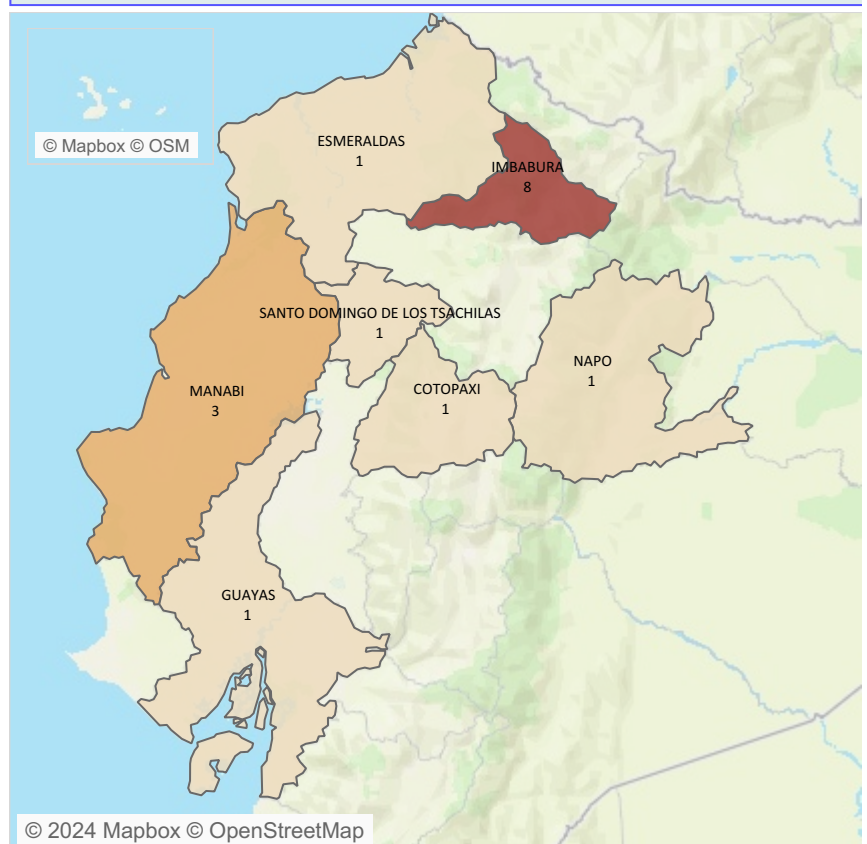 © Mapbox © OSM
ESMERALDAS
1
IMBABURA
8
SANTO DOMINGO DE LOS TSACHILAS
1
MANABI
3
COTOPAXI
1
NAPO
1
GUAYAS
1
© 2024 Mapbox © OpenStreetMap